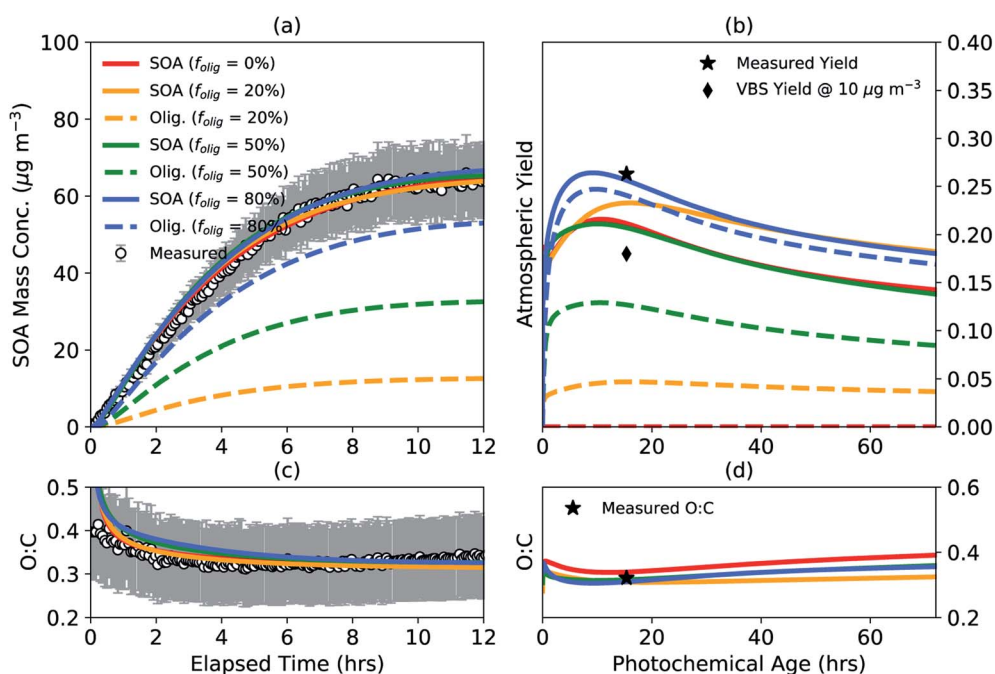 (a)
SOA Mass Conc. (μg m⁻³)
100
80
60
40
20
0
SOA (f_olig = 0%)
SOA (f_olig = 20%)
Olig. (f_olig = 20%)
SOA (f_olig = 50%)
Olig. (f_olig = 50%)
SOA (f_olig = 80%)
Olig. (f_olig = 80%)
Measured
0 2 4 6 8 10 12
(b)
Measured Yield
VBS Yield @ 10 μg m⁻³
Atmospheric Yield
0.40
0.35
0.30
0.25
0.20
0.15
0.10
0.05
0.00
0 20 40 60
(c)
O:C
0.5
0.4
0.3
0.2
0 2 4 6 8 10 12
Elapsed Time (hrs)
(d)
Measured O:C
O:C
0.6
0.4
0.2
0 20 40 60
Photochemical Age (hrs)